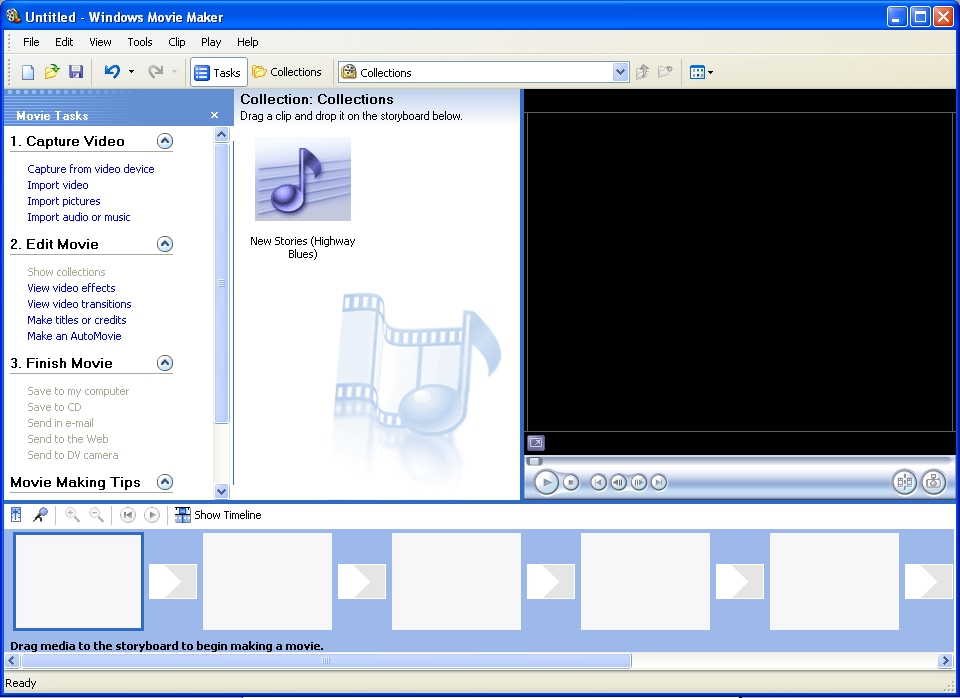 Untitled - Windows Movie Maker
File Edit View Tools Clip Play Help
Tasks Collections Collections
Movie Tasks
1. Capture Video
Capture from video device
Import video
Import pictures
Import audio or music
2. Edit Movie
Show collections
View video effects
View video transitions
Make titles or credits
Make an AutoMovie
3. Finish Movie
Save to my computer
Save to CD
Send in e-mail
Send to the Web
Send to DV camera
Movie Making Tips
Collection: Collections
Drag a clip and drop it on the storyboard below.
New Stories (Highway
Blues)
Show Timeline
Drag media to the storyboard to begin making a movie.
Ready